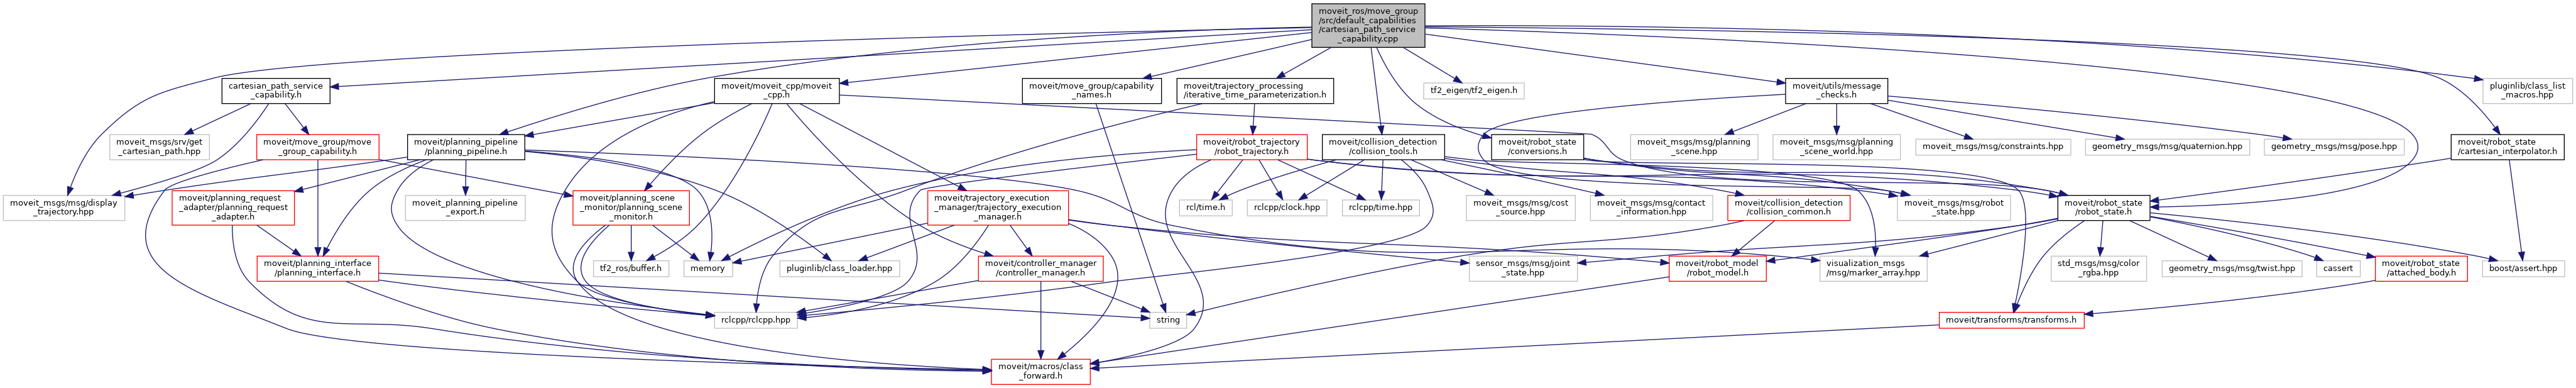 moveit_ros/move_group
/src/default_capabilities
/cartesian_path_service
_capability.cpp
cartesian_path_service
_capability.h
moveit/moveit_cpp/moveit
_cpp.h
moveit/move_group/capability
_names.h
moveit/trajectory_processing
/iterative_time_parameterization.h
tf2_eigen/tf2_eigen.h
moveit/utils/message
_checks.h
pluginlib/class_list
_macros.hpp
moveit_msgs/srv/get
_cartesian_path.hpp
moveit/move_group/move
_group_capability.h
moveit/planning_pipeline
/planning_pipeline.h
moveit/robot_trajectory
/robot_trajectory.h
moveit/collision_detection
/collision_tools.h
moveit/robot_state
/conversions.h
moveit_msgs/msg/planning
_scene.hpp
moveit_msgs/msg/planning
_scene_world.hpp
moveit_msgs/msg/constraints.hpp
geometry_msgs/msg/quaternion.hpp
geometry_msgs/msg/pose.hpp
moveit/robot_state
/cartesian_interpolator.h
moveit_msgs/msg/display
_trajectory.hpp
moveit/planning_request
_adapter/planning_request
_adapter.h
moveit_planning_pipeline
_export.h
moveit/planning_scene
_monitor/planning_scene
_monitor.h
moveit/trajectory_execution
_manager/trajectory_execution
_manager.h
rcl/time.h
rclcpp/clock.hpp
rclcpp/time.hpp
moveit_msgs/msg/cost
_source.hpp
moveit_msgs/msg/contact
_information.hpp
moveit/collision_detection
/collision_common.h
moveit_msgs/msg/robot
_state.hpp
moveit/robot_state
/robot_state.h
moveit/planning_interface
/planning_interface.h
tf2_ros/buffer.h
memory
pluginlib/class_loader.hpp
moveit/controller_manager
/controller_manager.h
sensor_msgs/msg/joint
_state.hpp
moveit/robot_model
/robot_model.h
visualization_msgs
/msg/marker_array.hpp
std_msgs/msg/color
_rgba.hpp
geometry_msgs/msg/twist.hpp
cassert
moveit/robot_state
/attached_body.h
boost/assert.hpp
rclcpp/rclcpp.hpp
string
moveit/transforms/transforms.h
moveit/macros/class
_forward.h